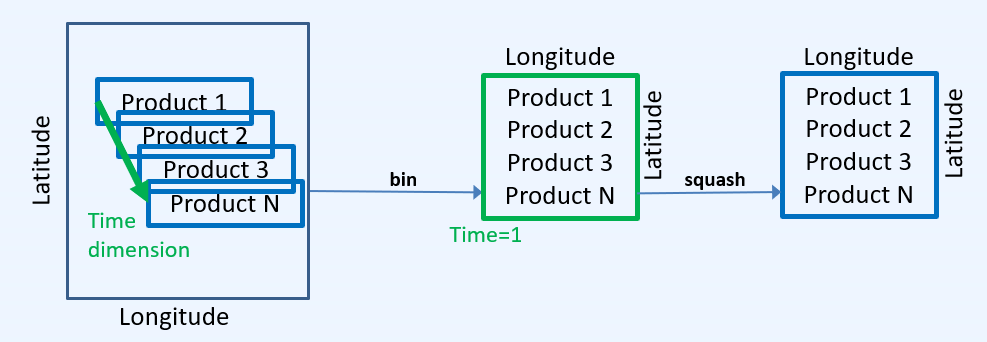 Latitude
Product 1
Product 2
Product 3
Product N
Time
dimension
Longitude
bin
Longitude
Product 1
Product 2
Product 3
Product N
Latitude
Time=1
squash
Longitude
Product 1
Product 2
Product 3
Product N
Latitude